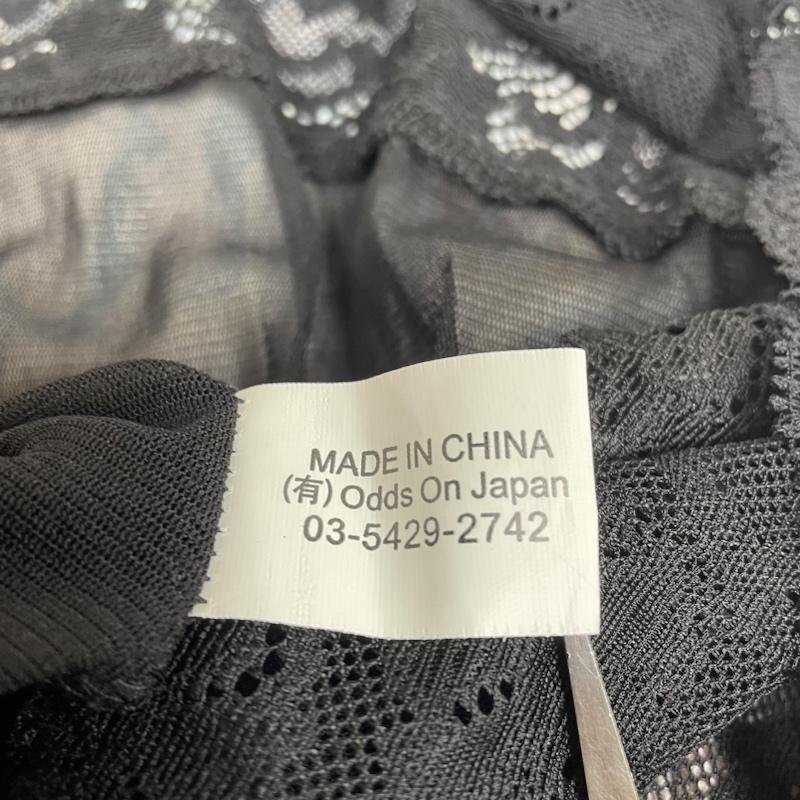 MADE IN CHINA
(有) Odds On Japan
03-5429-2742